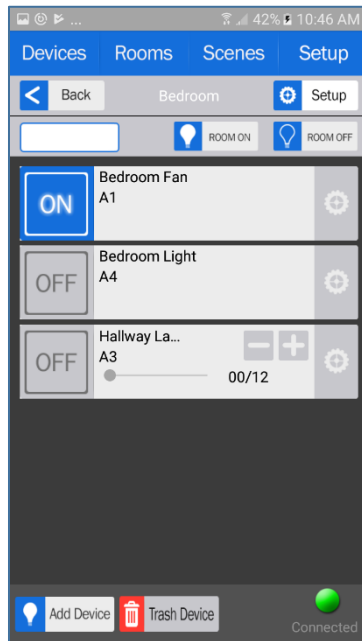 42% 10:46 AM
Devices Rooms Scenes Setup
Back Bedroom Setup
ROOM ON ROOM OFF
ON Bedroom Fan
A1
OFF Bedroom Light
A4
OFF Hallway La...
A3
00/12
Add Device Trash Device Connected